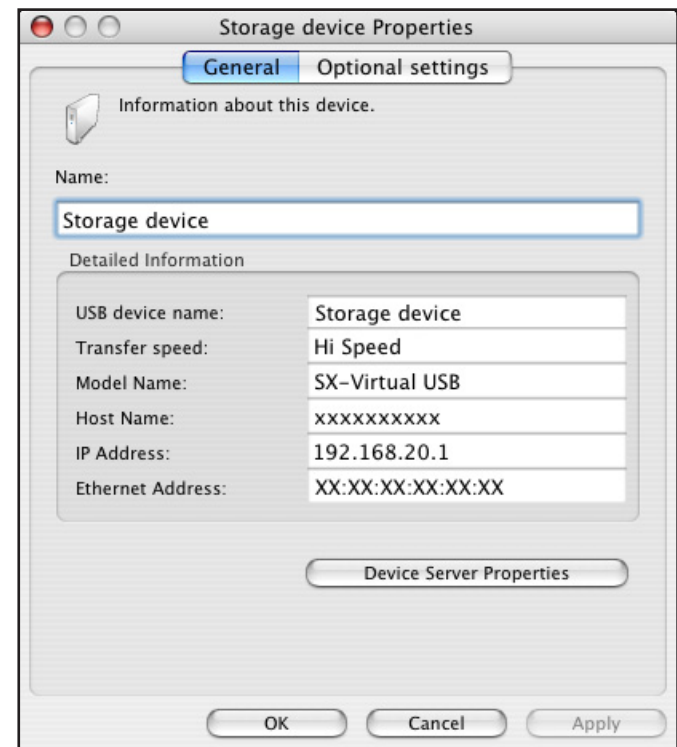 Storage device Properties
General Optional settings
Information about this device.
Name:
Storage device
Detailed Information
USB device name: Storage device
Transfer speed: Hi Speed
Model Name: SX-Virtual USB
Host Name: xxxxxxxxxx
IP Address: 192.168.20.1
Ethernet Address: XX:XX:XX:XX:XX:XX
Device Server Properties
OK Cancel Apply